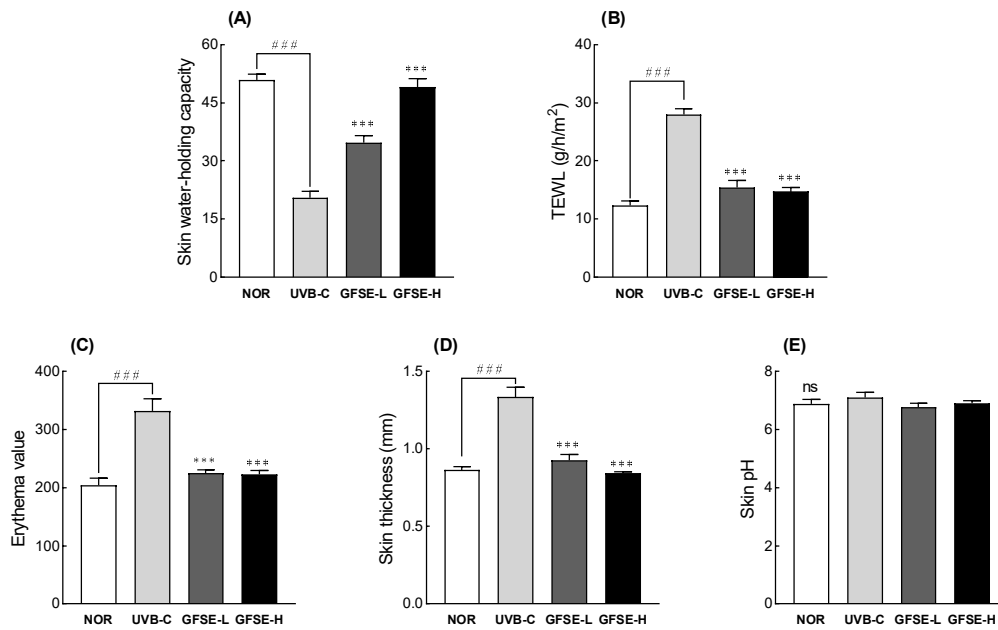 (A)
Skin water-holding capacity
60
45
30
15
0
###
***
***
NOR UVB-C GFSE-L GFSE-H
(B)
TEWL (g/h/m²)
40
30
20
10
0
###
***
***
NOR UVB-C GFSE-L GFSE-H
(C)
Erythema value
400
300
200
100
0
###
***
***
NOR UVB-C GFSE-L GFSE-H
(D)
Skin thickness (mm)
1.5
1.0
0.5
0.0
###
***
***
NOR UVB-C GFSE-L GFSE-H
(E)
Skin pH
8
6
4
2
0
ns
NOR UVB-C GFSE-L GFSE-H